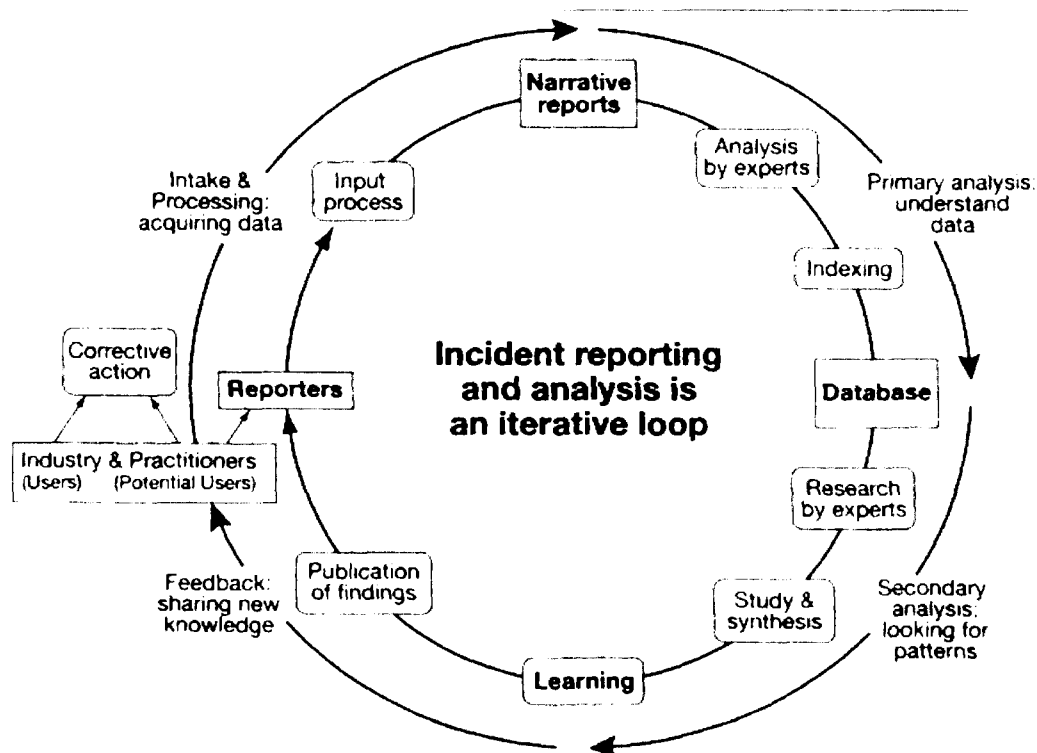 Narrative
reports
Analysis
by experts
Primary analysis:
understand
data
Intake &
Processing:
acquiring data
Input
process
Indexing
Corrective
action
Incident reporting
and analysis is
an iterative loop
Reporters
Database
Industry & Practitioners
(Users) (Potential Users)
Research
by experts
Feedback:
sharing new
knowledge
Publication
of findings
Study &
synthesis
Secondary
analysis:
looking for
patterns
Learning